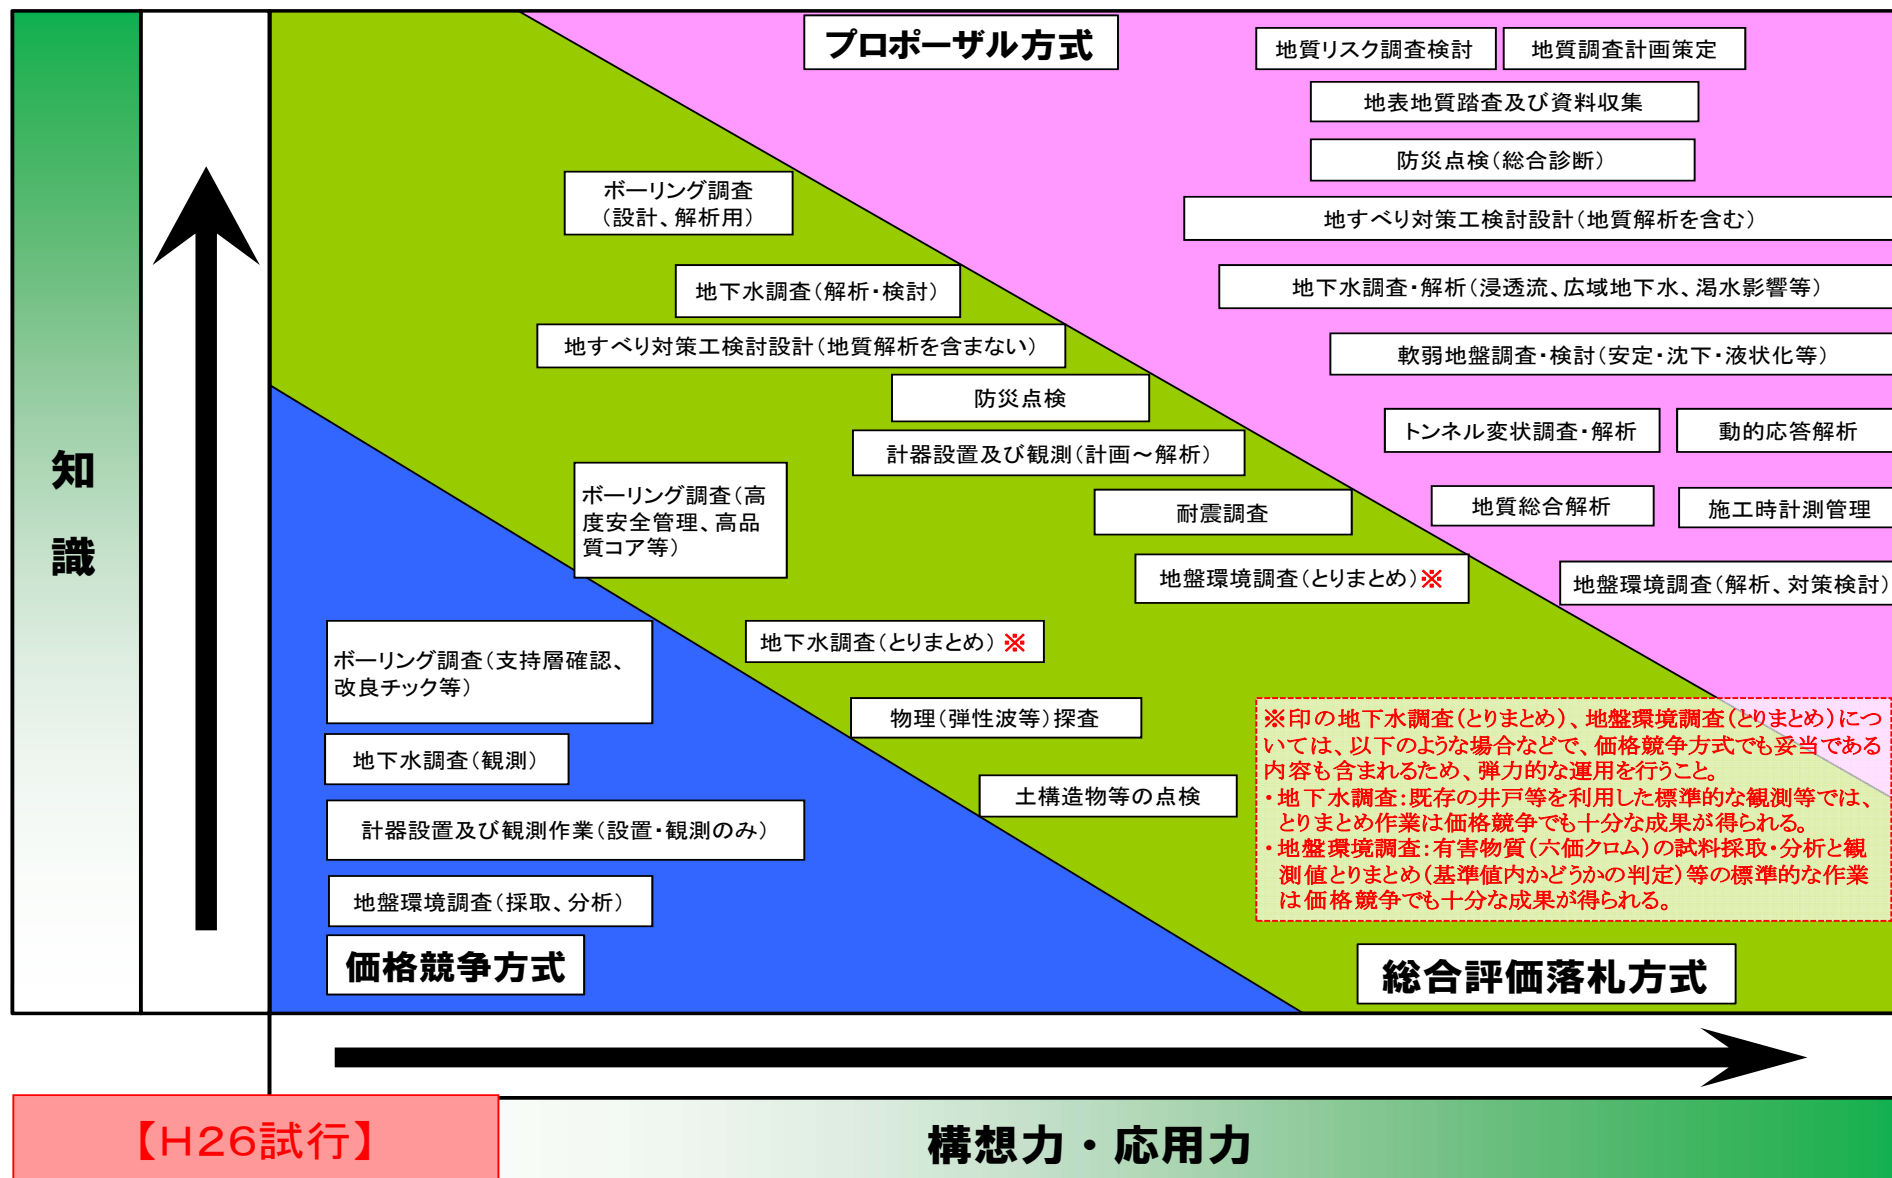 プロポーザル方式
地質リスク調査検討
地質調査計画策定
地表地質踏査及び資料収集
防災点検(総合診断)
ボーリング調査
(設計、解析用)
地すべり対策工検討設計(地質解析を含む)
地下水調査(解析・検討)
地下水調査・解析(浸透流、広域地下水、渇水影響等)
地すべり対策工検討設計(地質解析を含まない)
軟弱地盤調査・検討(安定・沈下・液状化等)
防災点検
トンネル変状調査・解析
動的応答解析
計器設置及び観測(計画～解析)
知
識
ボーリング調査(高
度安全管理、高品
質コア等)
耐震調査
地質総合解析
施工時計測管理
地盤環境調査(とりまとめ)※
地盤環境調査(解析、対策検討)
地下水調査(とりまとめ)※
ボーリング調査(支持層確認、
改良チック等)
物理(弾性波等)探査
地下水調査(観測)
土構造物等の点検
計器設置及び観測作業(設置・観測のみ)
地盤環境調査(採取、分析)
※印の地下水調査(とりまとめ)、地盤環境調査(とりまとめ)につ
いては、以下のような場合などで、価格競争方式でも妥当である
内容も含まれるため、弾力的な運用を行うこと。
・地下水調査:既存の井戸等を利用した標準的な観測等では、
とりまとめ作業は価格競争でも十分な成果が得られる。
・地盤環境調査:有害物質(六価クロム)の試料採取・分析と観
測値とりまとめ(基準値内かどうかの判定)等の標準的な作業
は価格競争でも十分な成果が得られる。
価格競争方式
総合評価落札方式
【H26試行】
構想力・応用力